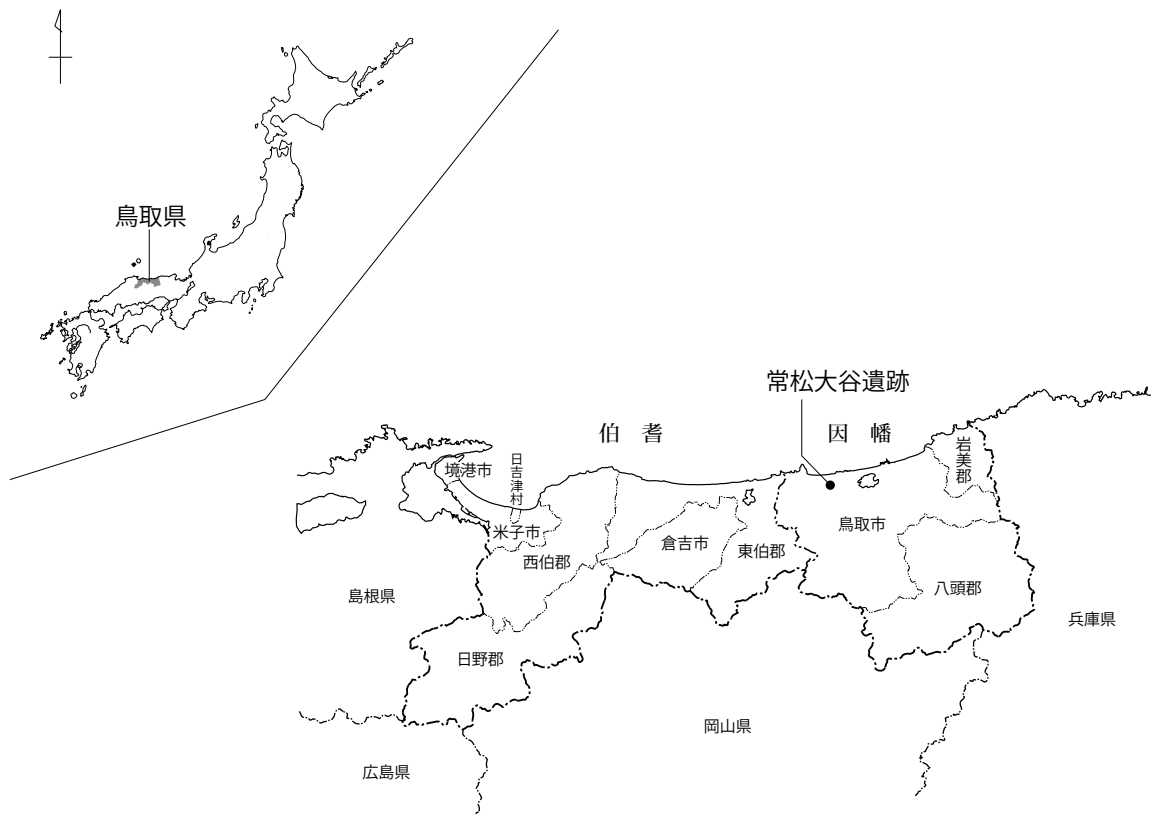 鳥取県
常松大谷遺跡
伯耆
因幡
岩美郡
境港市
日吉津村
米子市
鳥取市
倉吉市
東伯郡
西伯郡
八頭郡
島根県
兵庫県
日野郡
岡山県
広島県